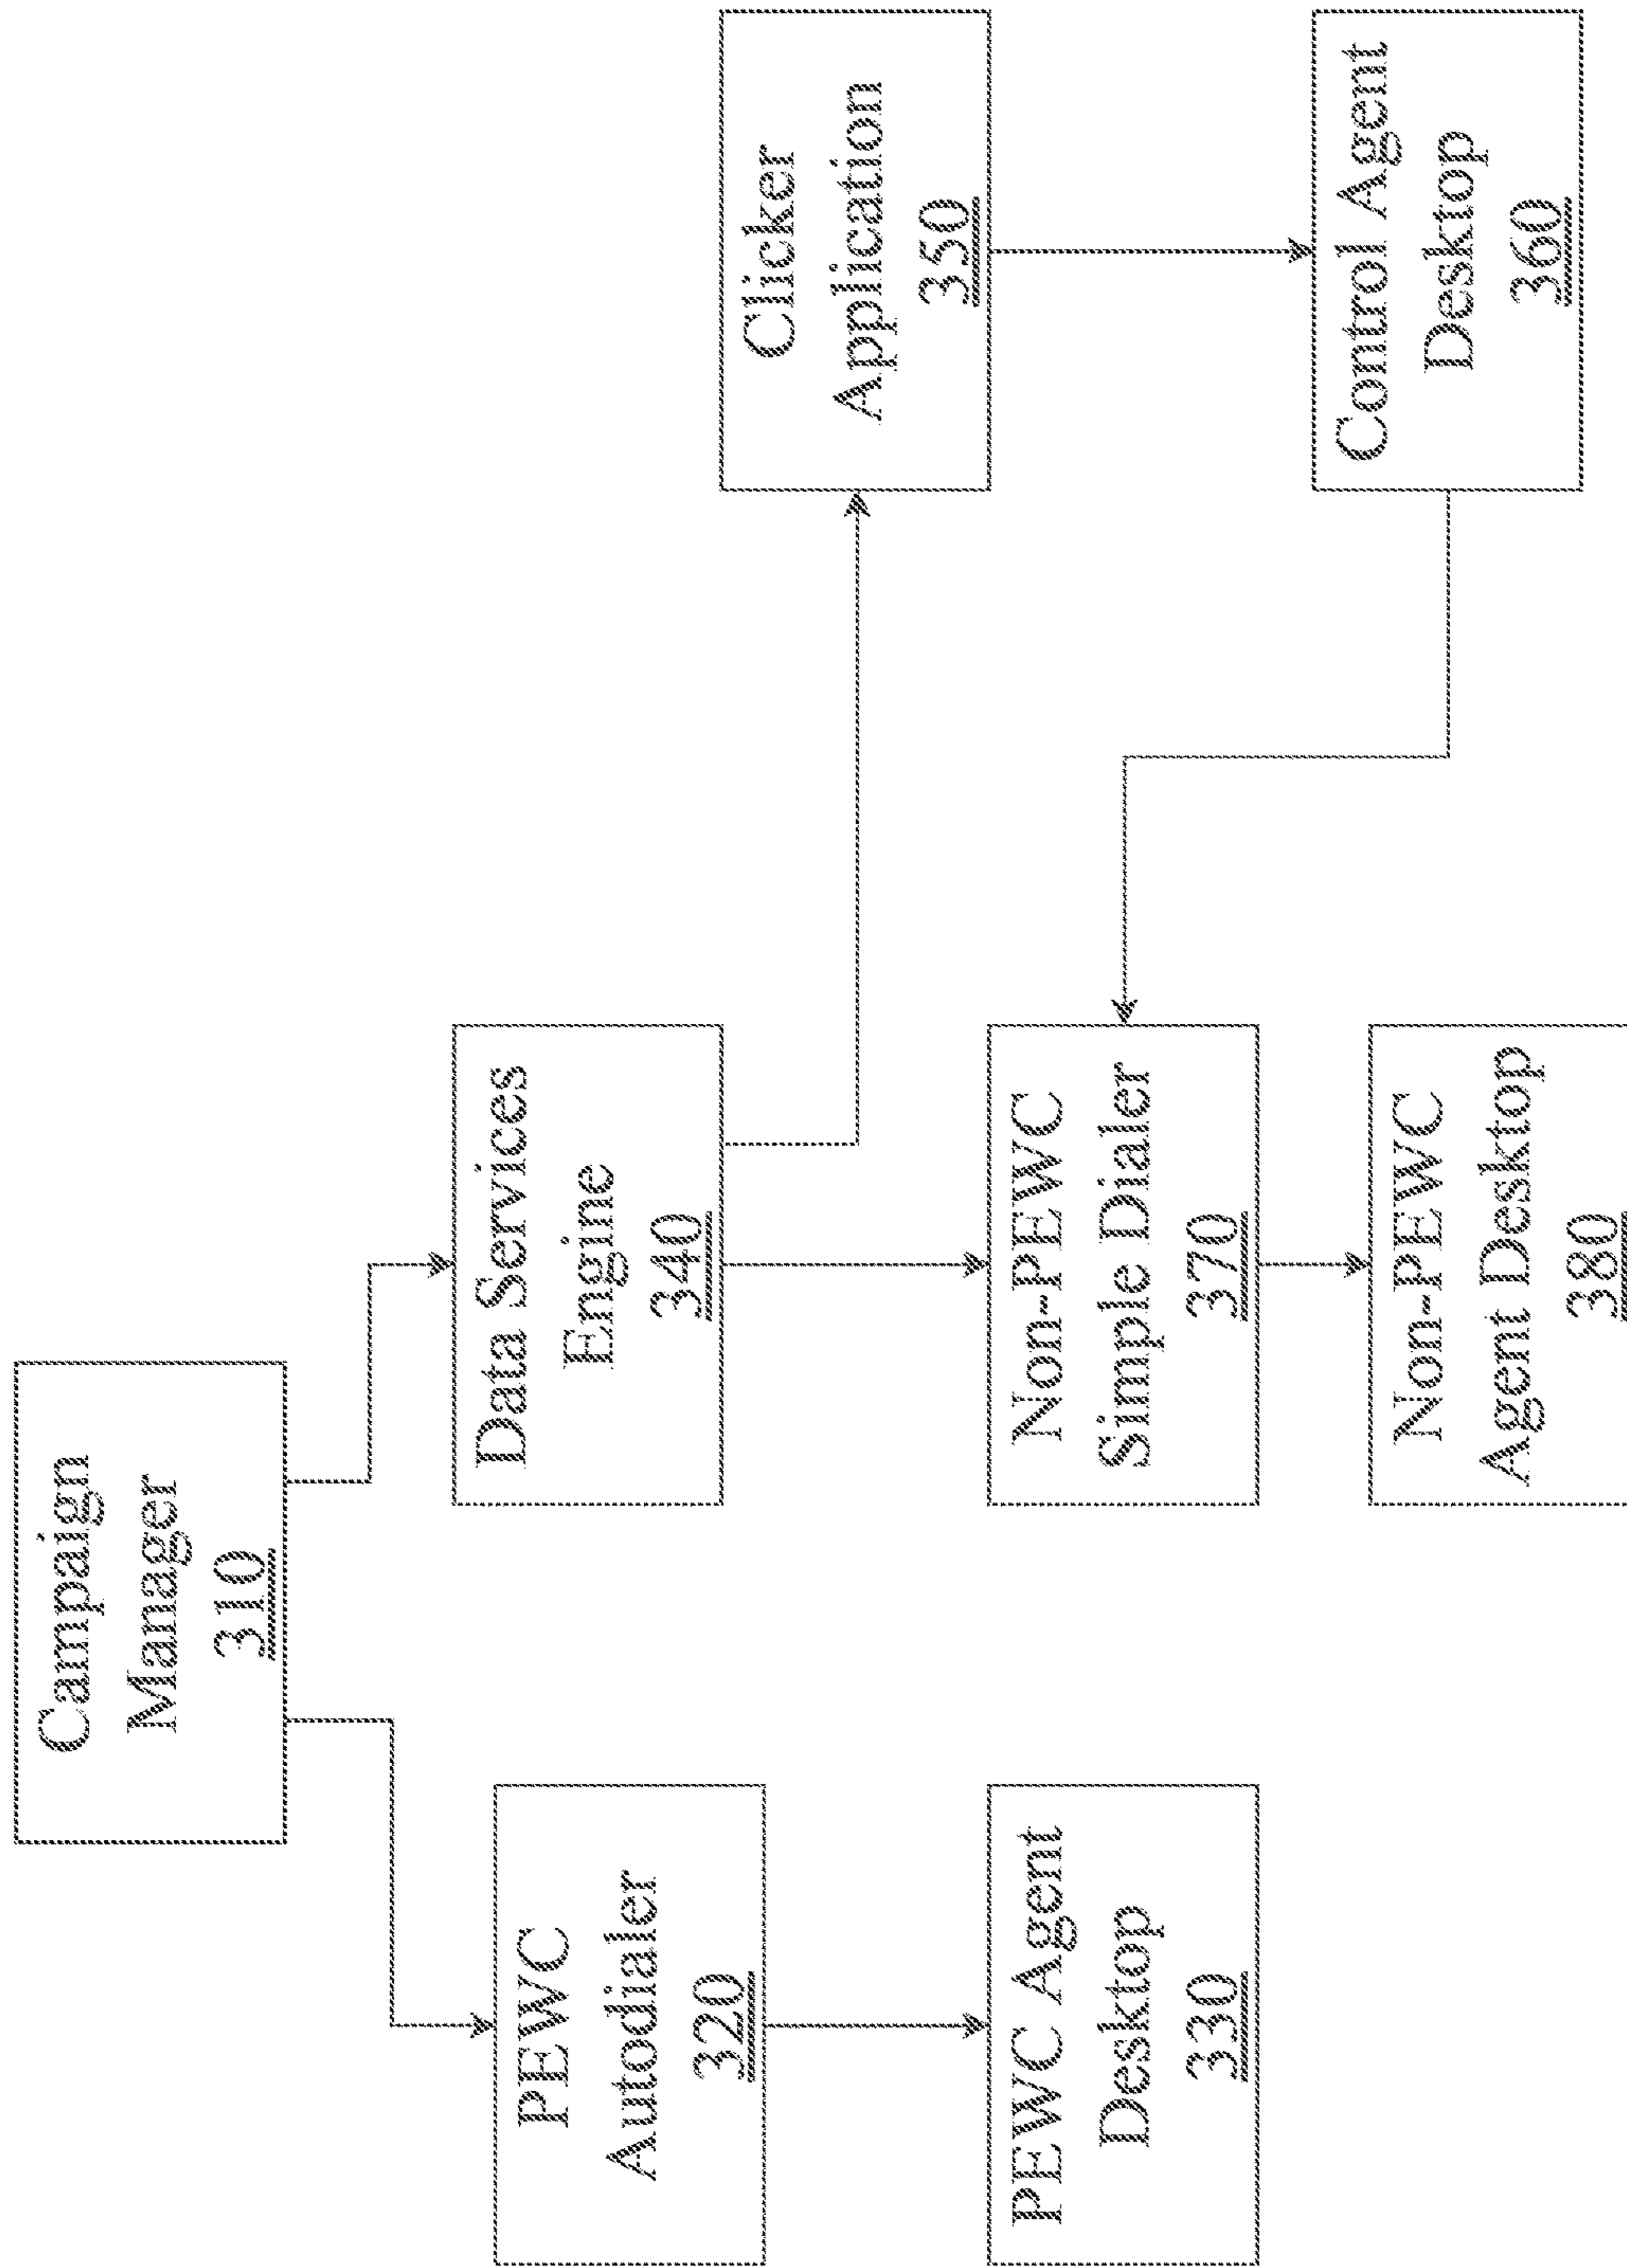 Campaign
Manager
310
PEWC
Autodialer
320
PEWC Agent
Desktop
330
Data Services
Engine
340
Non-PEWC
Simple Dialer
370
Non-PEWC
Agent Desktop
380
Clicker
Application
350
Control Agent
Desktop
360